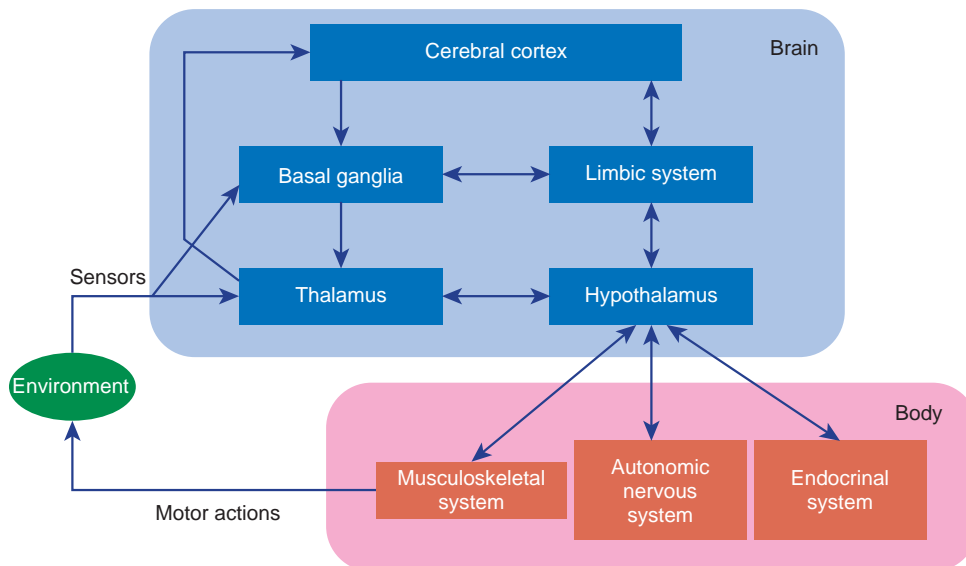 Cerebral cortex
Brain
Basal ganglia
Limbic system
Sensors
Thalamus
Hypothalamus
Environment
Body
Musculoskeletal
system
Autonomic
nervous
system
Endocrinal
system
Motor actions